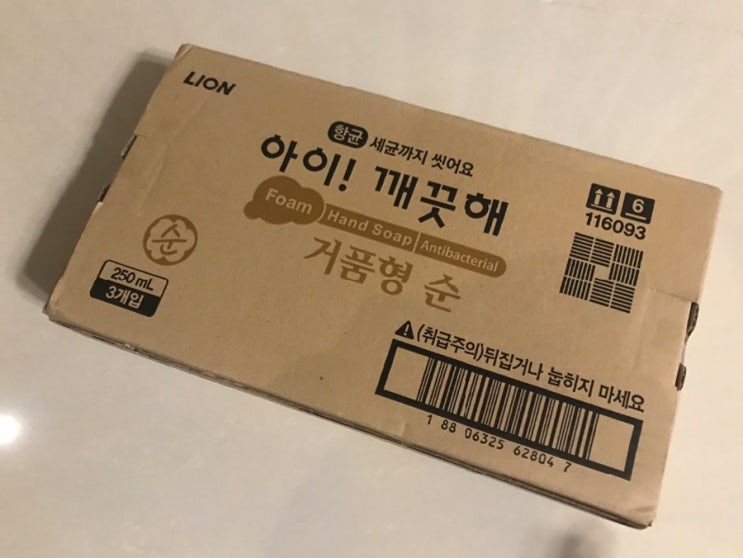 LION
항균 세균까지 씻어요
아이! 깨끗해
Foam Hand Soap Antibacterial
거품형 순
순
250 mL
3개입
6
116093
(취급주의)뒤집거나 눕히지 마세요
1 88 06325 62804 7